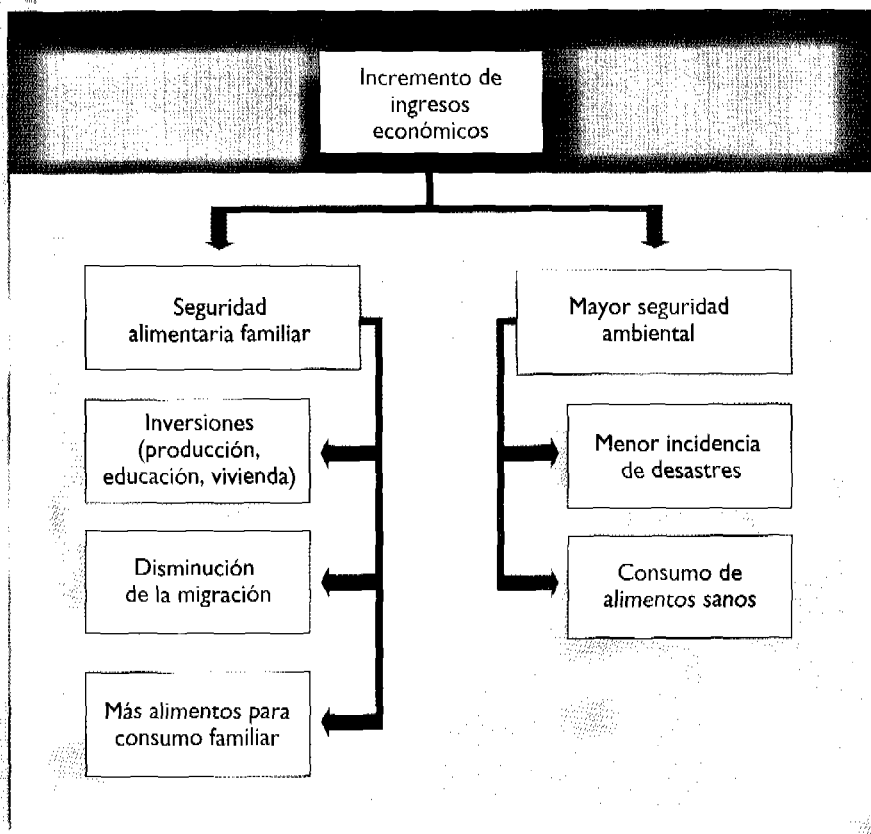 Incremento de
ingresos
económicos
Seguridad
alimentaria familiar
Mayor seguridad
ambiental
Inversiones
(producción,
educación, vivienda)
Menor incidencia
de desastres
Disminución
de la migración
Consumo de
alimentos sanos
Más alimentos para
consumo familiar